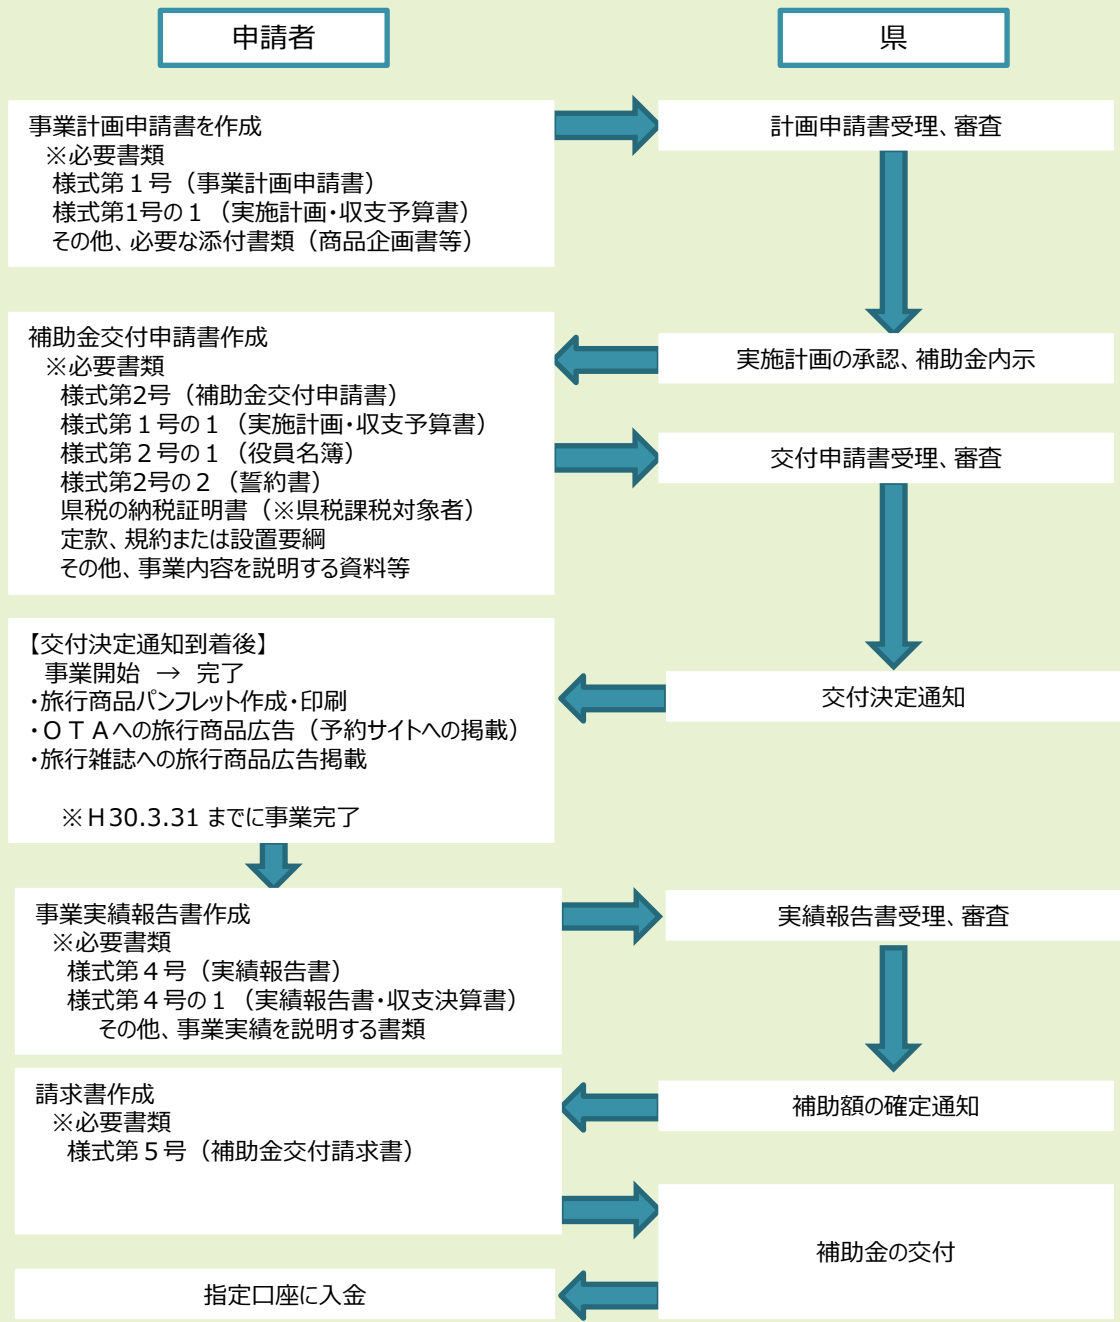 申請者
県
事業計画申請書を作成
※必要書類
様式第１号（事業計画申請書）
様式第1号の１（実施計画・収支予算書）
その他、必要な添付書類（商品企画書等）
計画申請書受理、審査
実施計画の承認、補助金内示
補助金交付申請書作成
※必要書類
様式第2号（補助金交付申請書）
様式第１号の１（実施計画・収支予算書）
様式第２号の１（役員名簿）
様式第2号の２（誓約書）
県税の納税証明書（※県税課税対象者）
定款、規約または設置要綱
その他、事業内容を説明する資料等
交付申請書受理、審査
交付決定通知
【交付決定通知到着後】
事業開始　→　完了
・旅行商品パンフレット作成・印刷
・ＯＴＡへの旅行商品広告（予約サイトへの掲載）
・旅行雑誌への旅行商品広告掲載
※Ｈ30.3.31 までに事業完了
事業実績報告書作成
※必要書類
様式第４号（実績報告書）
様式第４号の１（実績報告書・収支決算書）
その他、事業実績を説明する書類
実績報告書受理、審査
補助額の確定通知
請求書作成
※必要書類
様式第５号（補助金交付請求書）
補助金の交付
指定口座に入金